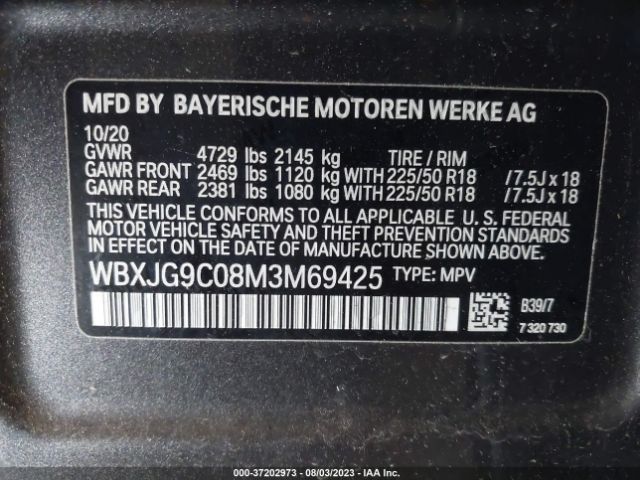 MFD BY BAYERISCHE MOTOREN WERKE AG
10/20
GVWR 4729 lbs 2145 kg TIRE / RIM
GAWR FRONT 2469 lbs 1120 kg WITH 225/50 R18 / 7.5J x 18
GAWR REAR 2381 lbs 1080 kg WITH 225/50 R18 / 7.5J x 18
THIS VEHICLE CONFORMS TO ALL APPLICABLE U. S. FEDERAL
MOTOR VEHICLE SAFETY AND THEFT PREVENTION STANDARDS
IN EFFECT ON THE DATE OF MANUFACTURE SHOWN ABOVE.
WBXJG9C08M3M69425 TYPE: MPV
B39/7
7 320 730
000-37202973 - 08/03/2023 - IAA Inc.